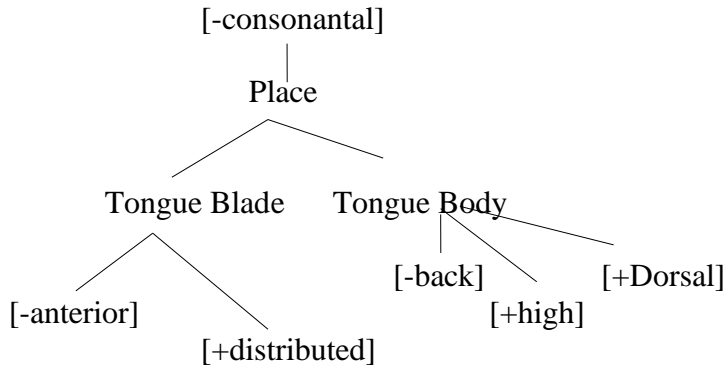 [-consonantal]
Place
Tongue Blade
Tongue Body
[-back]
[+Dorsal]
[-anterior]
[+high]
[+distributed]